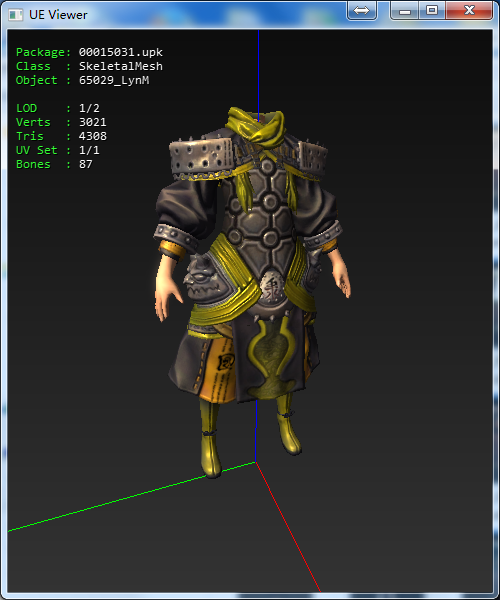 UE Viewer
Package: 00015031.upk
Class : SkeletalMesh
Object : 65029_LynM
LOD : 1/2
Verts : 3021
Tris : 4308
UV Set : 1/1
Bones : 87